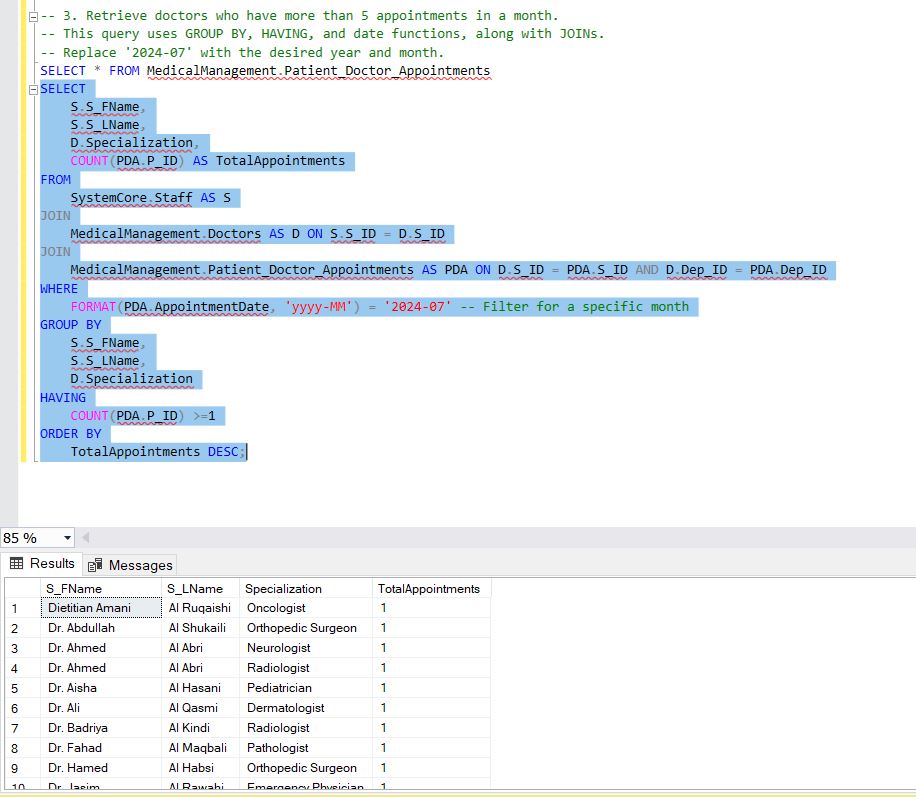 -- 3. Retrieve doctors who have more than 5 appointments in a month.
-- This query uses GROUP BY, HAVING, and date functions, along with JOINs.
-- Replace '2024-07' with the desired year and month.
SELECT * FROM MedicalManagement.Patient_Doctor_Appointments
SELECT
S.S_FName,
S.S_LName,
D.Specialization,
COUNT(PDA.P_ID) AS TotalAppointments
FROM
SystemCore.Staff AS S
JOIN
MedicalManagement.Doctors AS D ON S.S_ID = D.S_ID
JOIN
MedicalManagement.Patient_Doctor_Appointments AS PDA ON D.S_ID = PDA.S_ID AND D.Dep_ID = PDA.Dep_ID
WHERE
FORMAT(PDA.AppointmentDate, 'yyyy-MM') = '2024-07' -- Filter for a specific month
GROUP BY
S.S_FName,
S.S_LName,
D.Specialization
HAVING
COUNT(PDA.P_ID) >=1
ORDER BY
TotalAppointments DESC;
85 %
Results Messages
S_FName S_LName Specialization TotalAppointments
1 Dietitian Amani Al Ruqaishi Oncologist 1
2 Dr. Abdullah Al Shukaili Orthopedic Surgeon 1
3 Dr. Ahmed Al Abri Neurologist 1
4 Dr. Ahmed Al Abri Radiologist 1
5 Dr. Aisha Al Hasani Pediatrician 1
6 Dr. Ali Al Qasmi Dermatologist 1
7 Dr. Badriya Al Kindi Radiologist 1
8 Dr. Fahad Al Maqbali Pathologist 1
9 Dr. Hamed Al Habsi Orthopedic Surgeon 1
10 Dr. Jasim Al Rawahi Emergency Physician 1